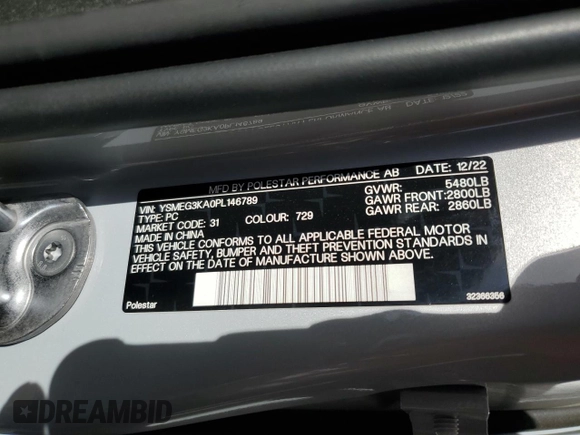 MFD BY POLESTAR PERFORMANCE AB DATE: 12/22
VIN: YSMEG3KA0PL146789 GVWR: 5480LB
TYPE: PC GAWR FRONT: 2800LB
MARKET CODE: 31 COLOUR: 729 GAWR REAR: 2860LB
MADE IN CHINA
THIS VEHICLE CONFORMS TO ALL APPLICABLE FEDERAL MOTOR
VEHICLE SAFETY, BUMPER AND THEFT PREVENTION STANDARDS IN
EFFECT ON THE DATE OF MANUFACTURE SHOWN ABOVE.
Polestar 32366356
DREAMBID